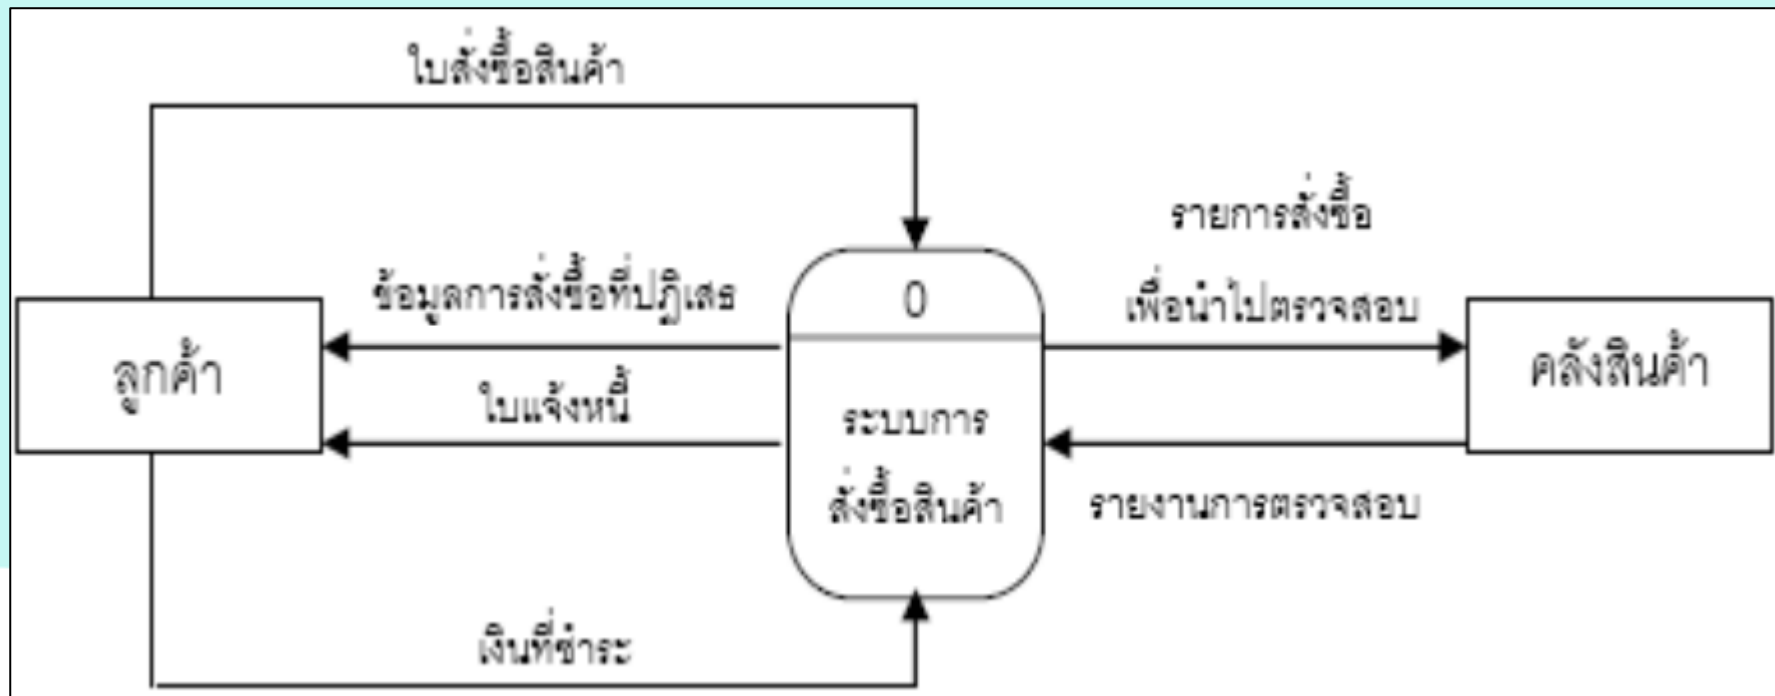 ใบสั่งซื้อสินค้า
รายการสั่งซื้อ
ข้อมูลการสั่งซื้อที่ปฏิเสธ
0
เพื่อนำไปตรวจสอบ
ลูกค้า
คลังสินค้า
ใบแจ้งหนี้
ระบบการ
สั่งซื้อสินค้า
รายงานการตรวจสอบ
เงินที่ชำระ